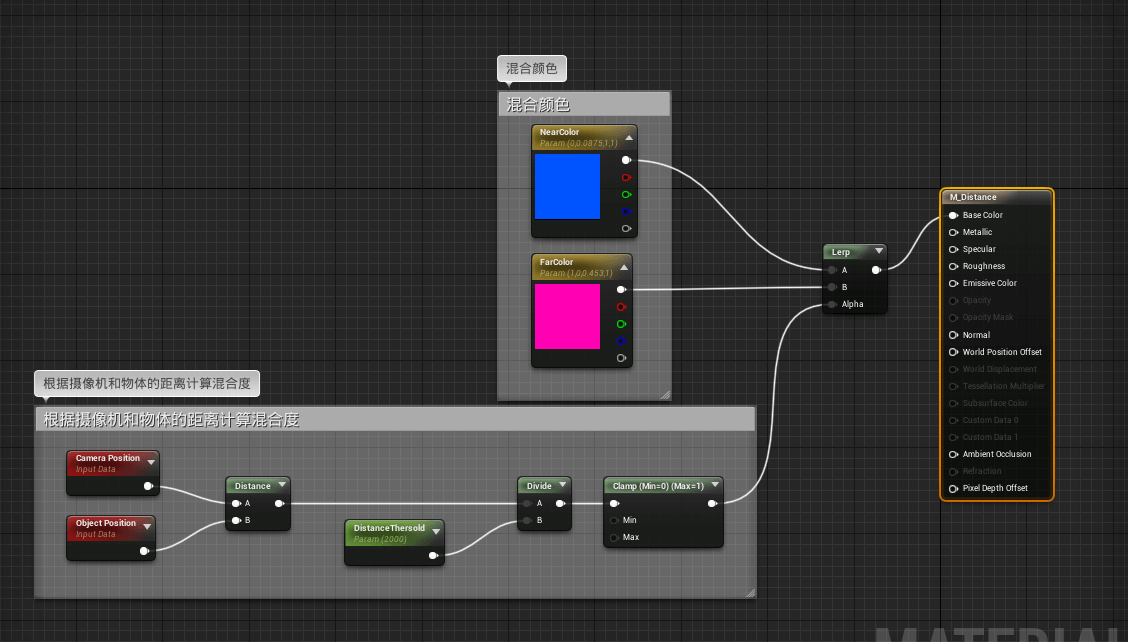 混合颜色
混合颜色
NearColor
Param (0,0.0875,1,1)
FarColor
Param (1,0,0.453,1)
Lerp
A
B
Alpha
M_Distance
Base Color
Metallic
Specular
Roughness
Emissive Color
Opacity
Opacity Mask
Normal
World Position Offset
World Displacement
Tessellation Multiplier
Subsurface Color
Custom Data 0
Custom Data 1
Ambient Occlusion
Refraction
Pixel Depth Offset
根据摄像机和物体的距离计算混合度
根据摄像机和物体的距离计算混合度
Camera Position
Input Data
Object Position
Input Data
Distance
A
B
DistanceThersold
Param (2000)
Divide
A
B
Clamp (Min=0) (Max=1)
Min
Max
MATERIAL